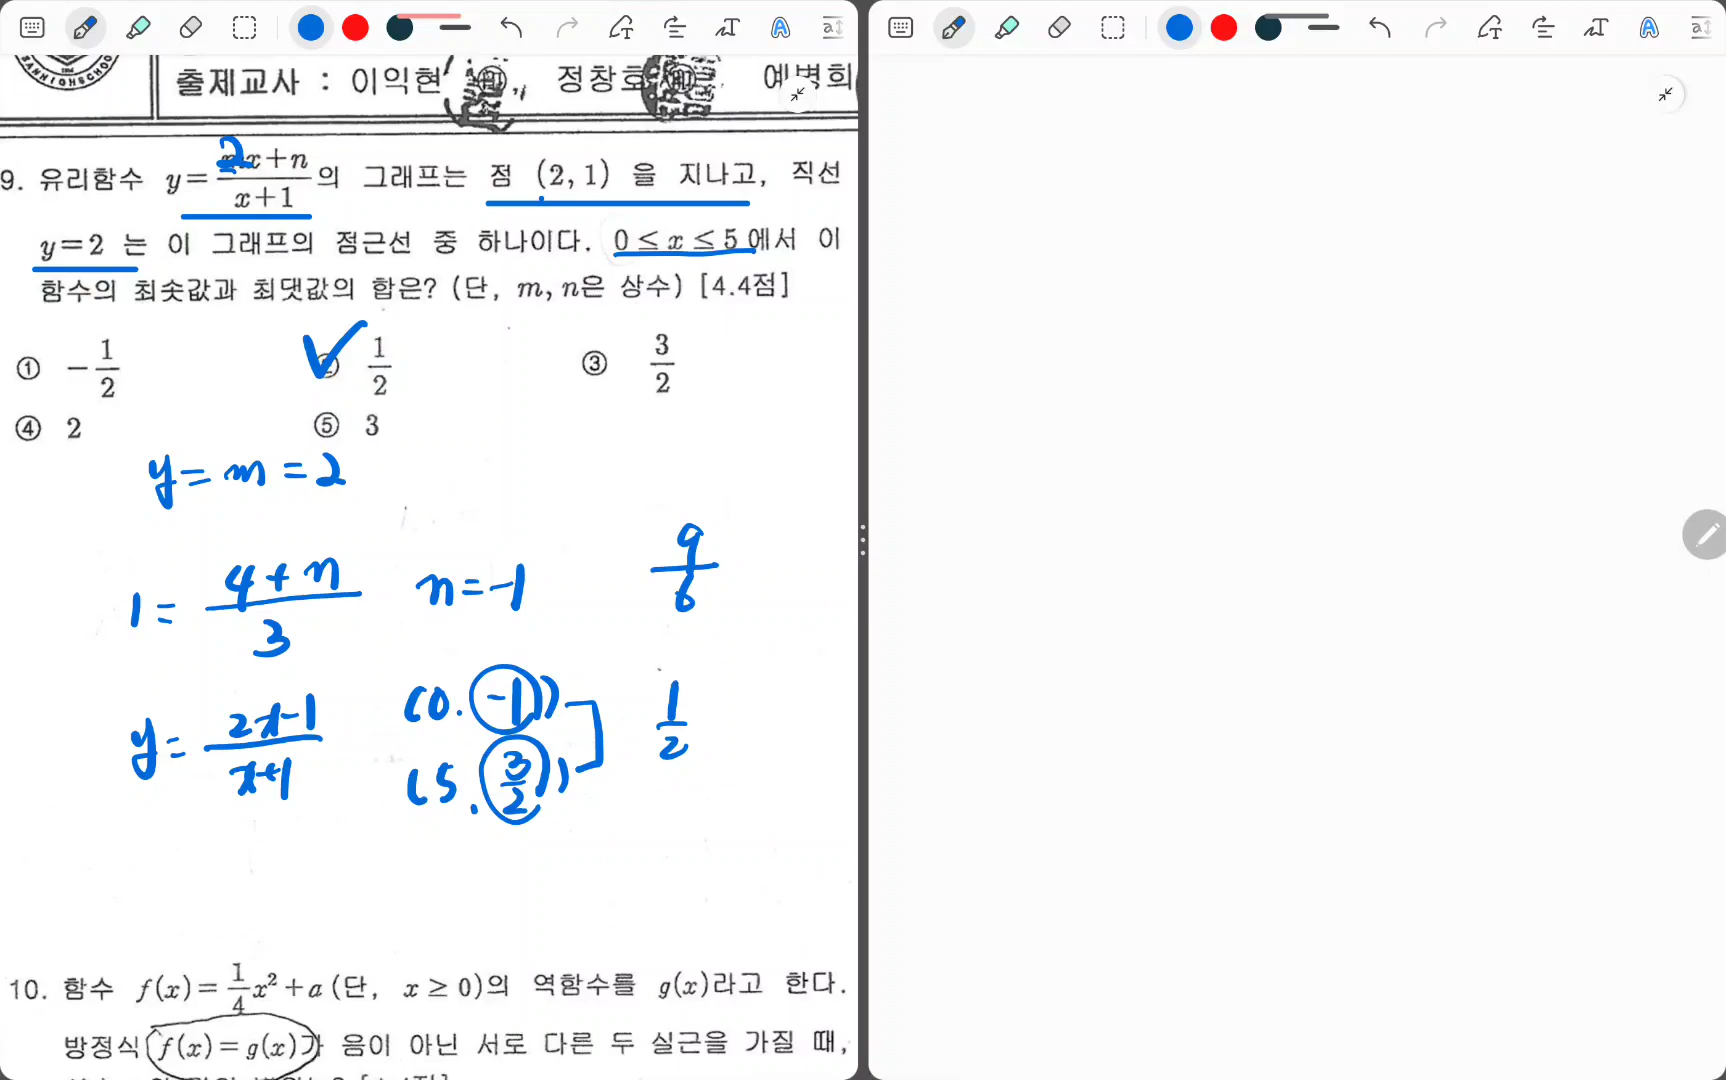 출제교사 : 이익현, 정창호, 예병희
9. 유리함수 y=2x+n/x+1의 그래프는 점 (2, 1) 을 지나고, 직선
y=2 는 이 그래프의 점근선 중 하나이다. 0≤x≤5에서 이
함수의 최솟값과 최댓값의 합은? (단, m, n은 상수) [4.4점]
① -1/2 ② 1/2 ③ 3/2
④ 2 ⑤ 3
y = m = 2
1 = 4+n/3 n=-1 9/6
y = 2x-1/x+1 (0. -1) (5. 3/2) 1/2
10. 함수 f(x)=1/4x²+a (단, x≥0)의 역함수를 g(x)라고 한다.
방정식 f(x)=g(x)가 음이 아닌 서로 다른 두 실근을 가질 때,